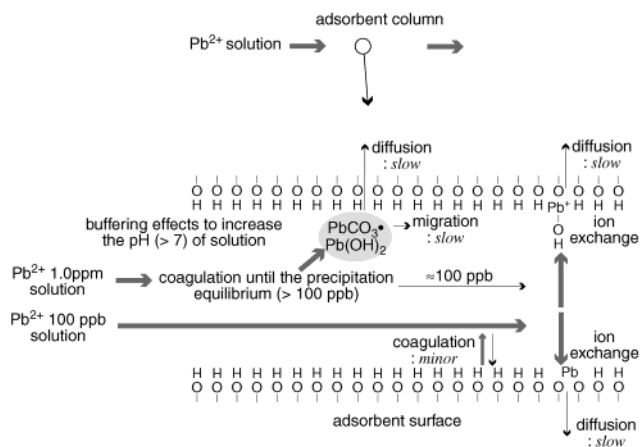 adsorbent column
Pb2+ solution
diffusion
: slow
diffusion
: slow
O O O O O O O O O O O O O O O O O O O O O O
H H H H H H H H H H H H H H H H H H Pb+ H H H
O
H
buffering effects to increase
the pH (> 7) of solution
PbCO3•
Pb(OH)2
migration
: slow
ion
exchange
Pb2+ 1.0ppm
solution
coagulation until the precipitation
equilibrium (> 100 ppb)
≈100 ppb
Pb2+ 100 ppb
solution
coagulation
: minor
ion
exchange
H H H H H H H H H H H H H H H H H H Pb H H H
O O O O O O O O O O O O O O O O O O O O O O
adsorbent surface
diffusion
: slow